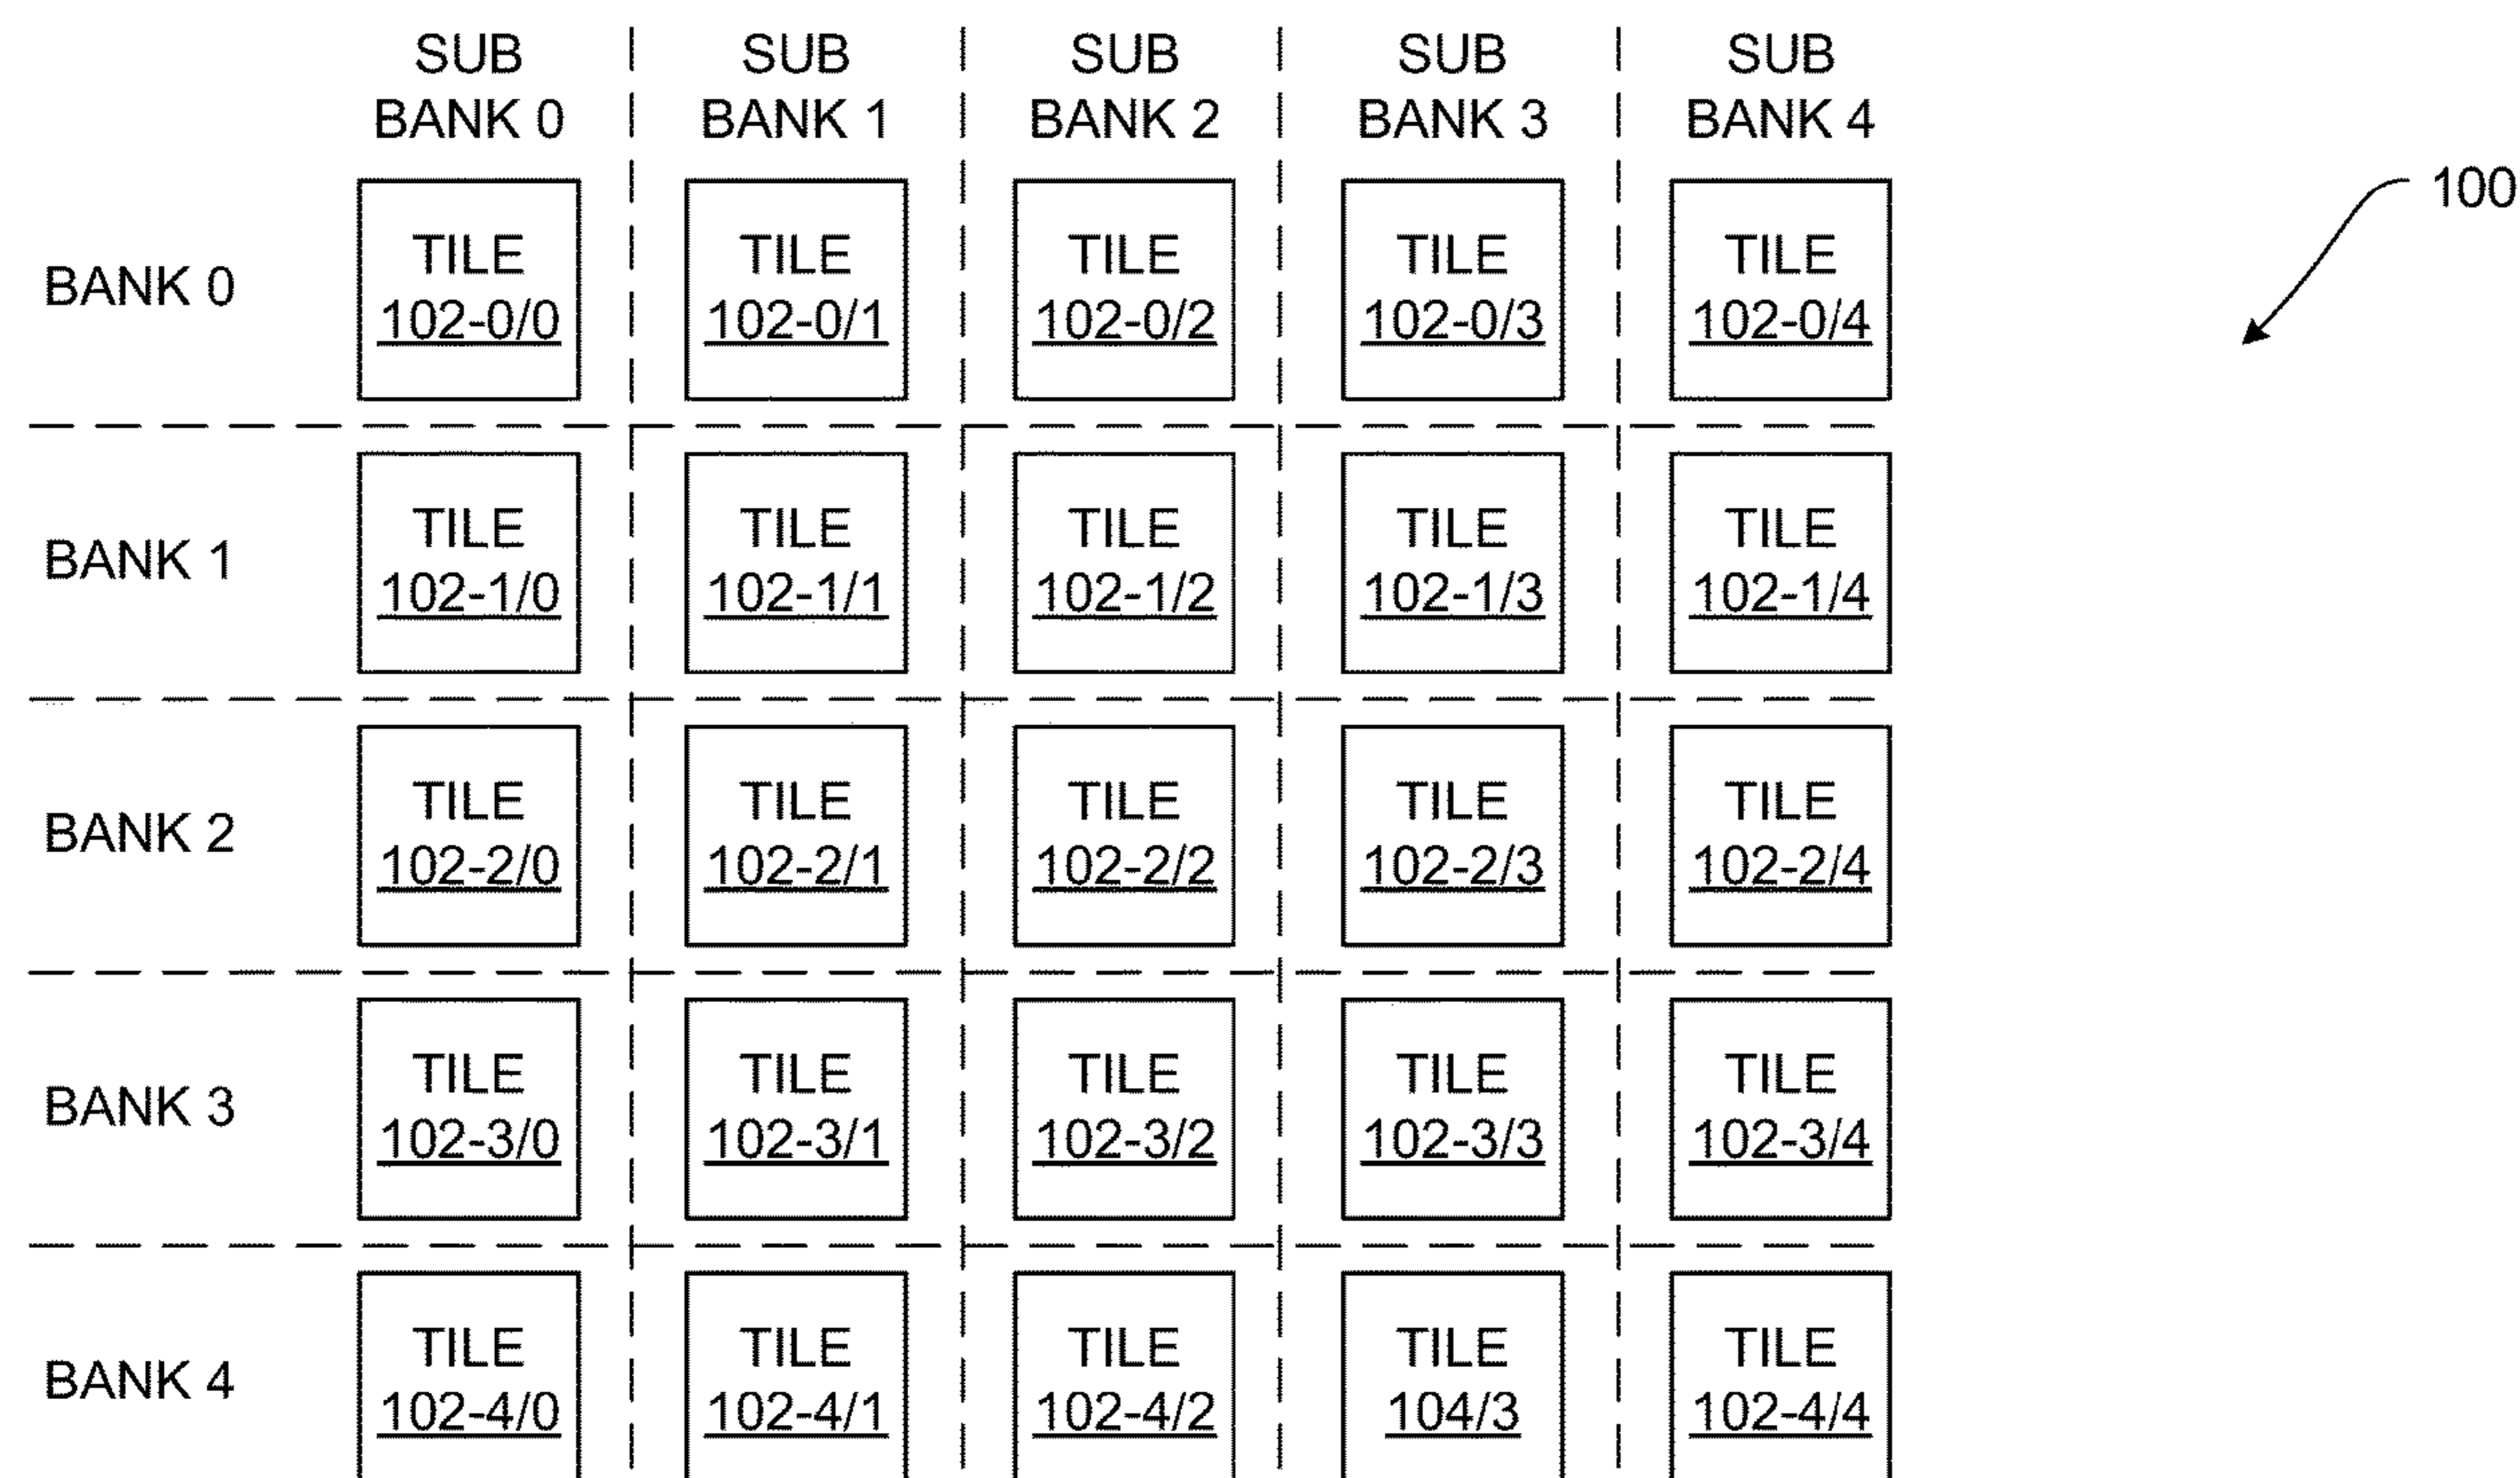 SUB SUB SUB SUB SUB
BANK 0 BANK 1 BANK 2 BANK 3 BANK 4
100
BANK 0 TILE TILE TILE TILE TILE
102-0/0 102-0/1 102-0/2 102-0/3 102-0/4
BANK 1 TILE TILE TILE TILE TILE
102-1/0 102-1/1 102-1/2 102-1/3 102-1/4
BANK 2 TILE TILE TILE TILE TILE
102-2/0 102-2/1 102-2/2 102-2/3 102-2/4
BANK 3 TILE TILE TILE TILE TILE
102-3/0 102-3/1 102-3/2 102-3/3 102-3/4
BANK 4 TILE TILE TILE TILE TILE
102-4/0 102-4/1 102-4/2 104/3 102-4/4